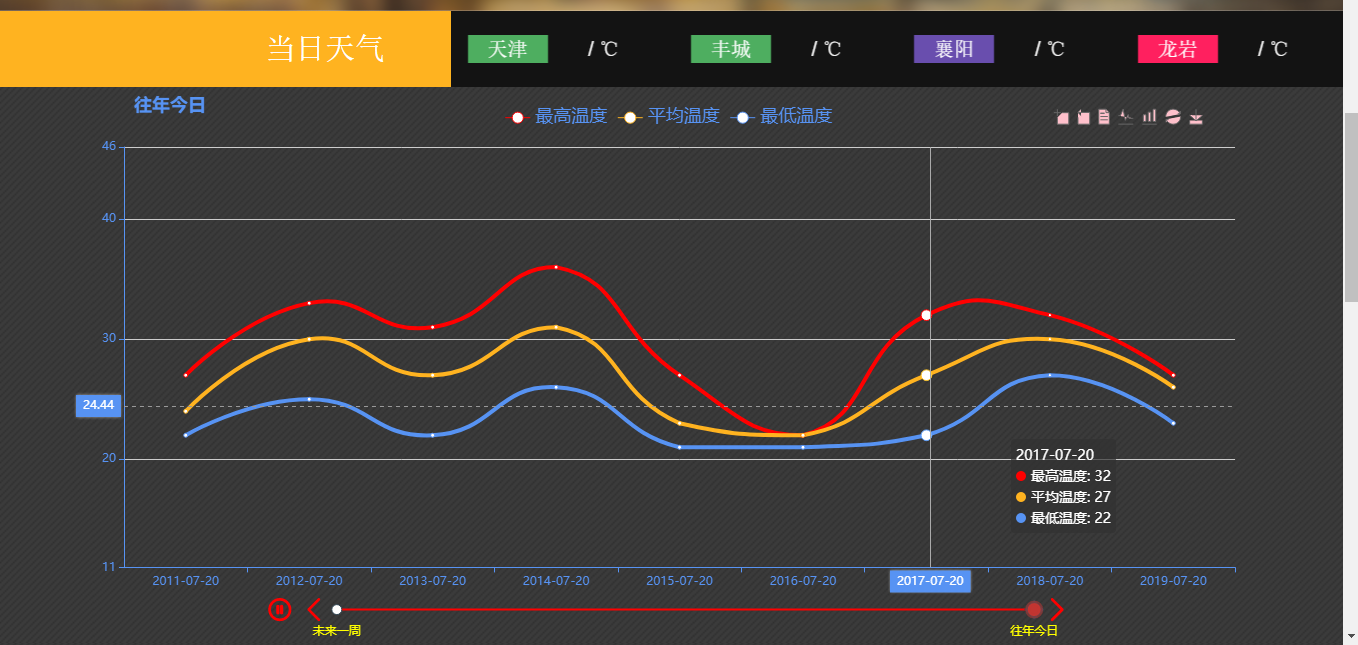 当日天气 天津 / ℃ 丰城 / ℃ 襄阳 / ℃ 龙岩 / ℃
往年今日
最高温度 平均温度 最低温度
46
40
30
24.44
20
2017-07-20
最高温度: 32
平均温度: 27
最低温度: 22
11
2011-07-20 2012-07-20 2013-07-20 2014-07-20 2015-07-20 2016-07-20 2017-07-20 2018-07-20 2019-07-20
未来一周 往年今日